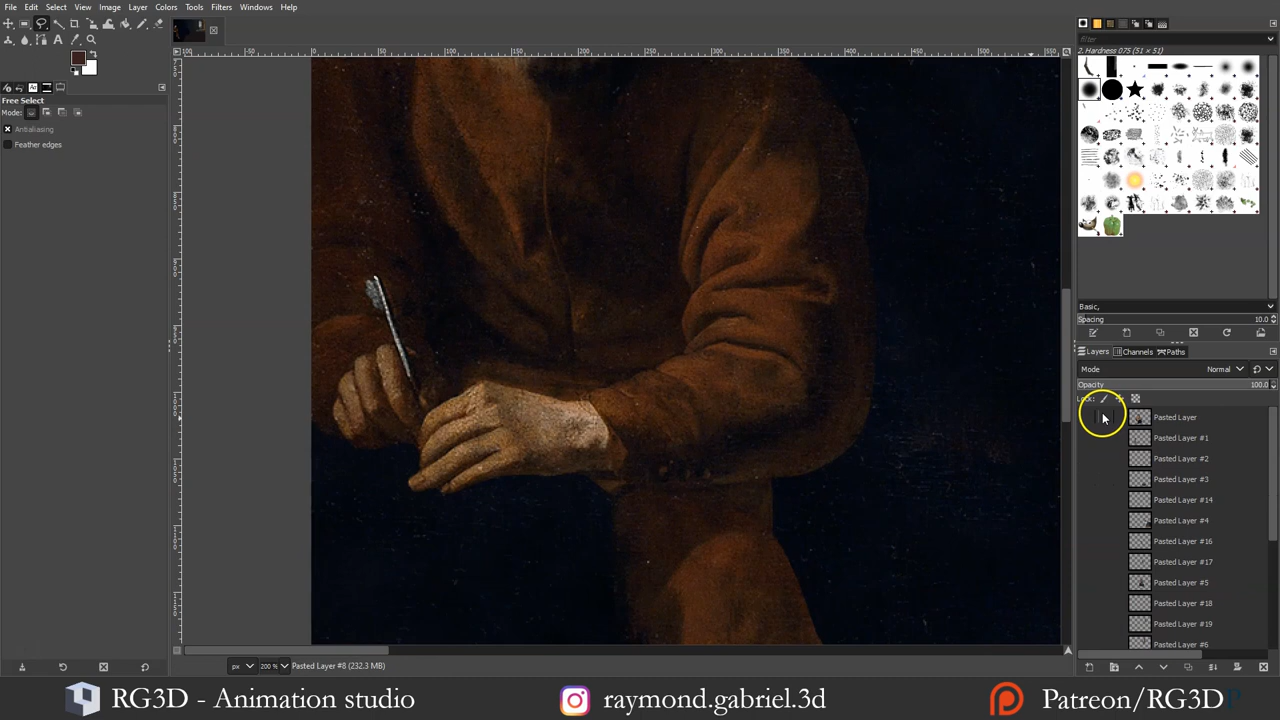 File Edit Select View Image Layer Colors Tools Filters Windows Help
Free Select
Mode:
Antialiasing
Feather edges
filter
2. Hardness 075 (51 × 51)
Basic,
Spacing 10.0
Layers Channels Paths
Mode Normal
Opacity 100.0
Lock:
Pasted Layer
Pasted Layer #1
Pasted Layer #2
Pasted Layer #3
Pasted Layer #14
Pasted Layer #4
Pasted Layer #16
Pasted Layer #17
Pasted Layer #5
Pasted Layer #18
Pasted Layer #19
Pasted Layer #6
px 200 % Pasted Layer #8 (232.3 MB)
RG3D - Animation studio raymond.gabriel.3d Patreon/RG3DP